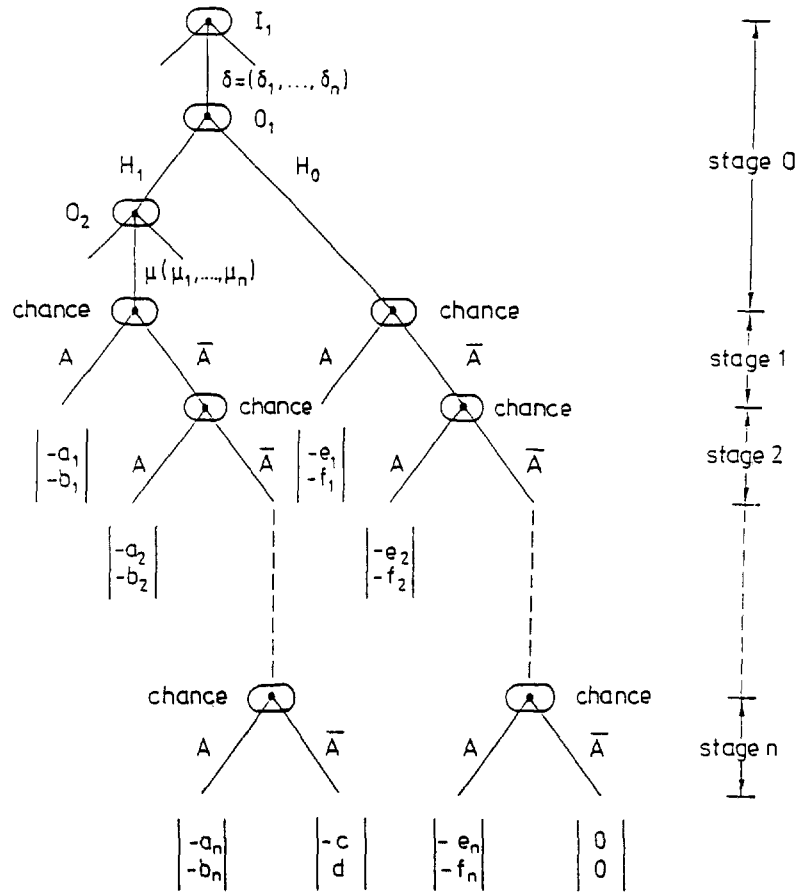 I₁
δ=(δ₁,...,δₙ)
O₁
H₁
H₀
stage 0
O₂
μ(μ₁,...,μₙ)
chance
chance
A
Ā
A
Ā
stage 1
chance
chance
|-a₁|
|-b₁|
A
Ā
|-e₁|
|-f₁|
A
Ā
stage 2
|-a₂|
|-b₂|
|-e₂|
|-f₂|
chance
chance
A
Ā
A
Ā
stage n
|-aₙ| |-c| |-eₙ| |0|
|-bₙ| |d| |-fₙ| |0|